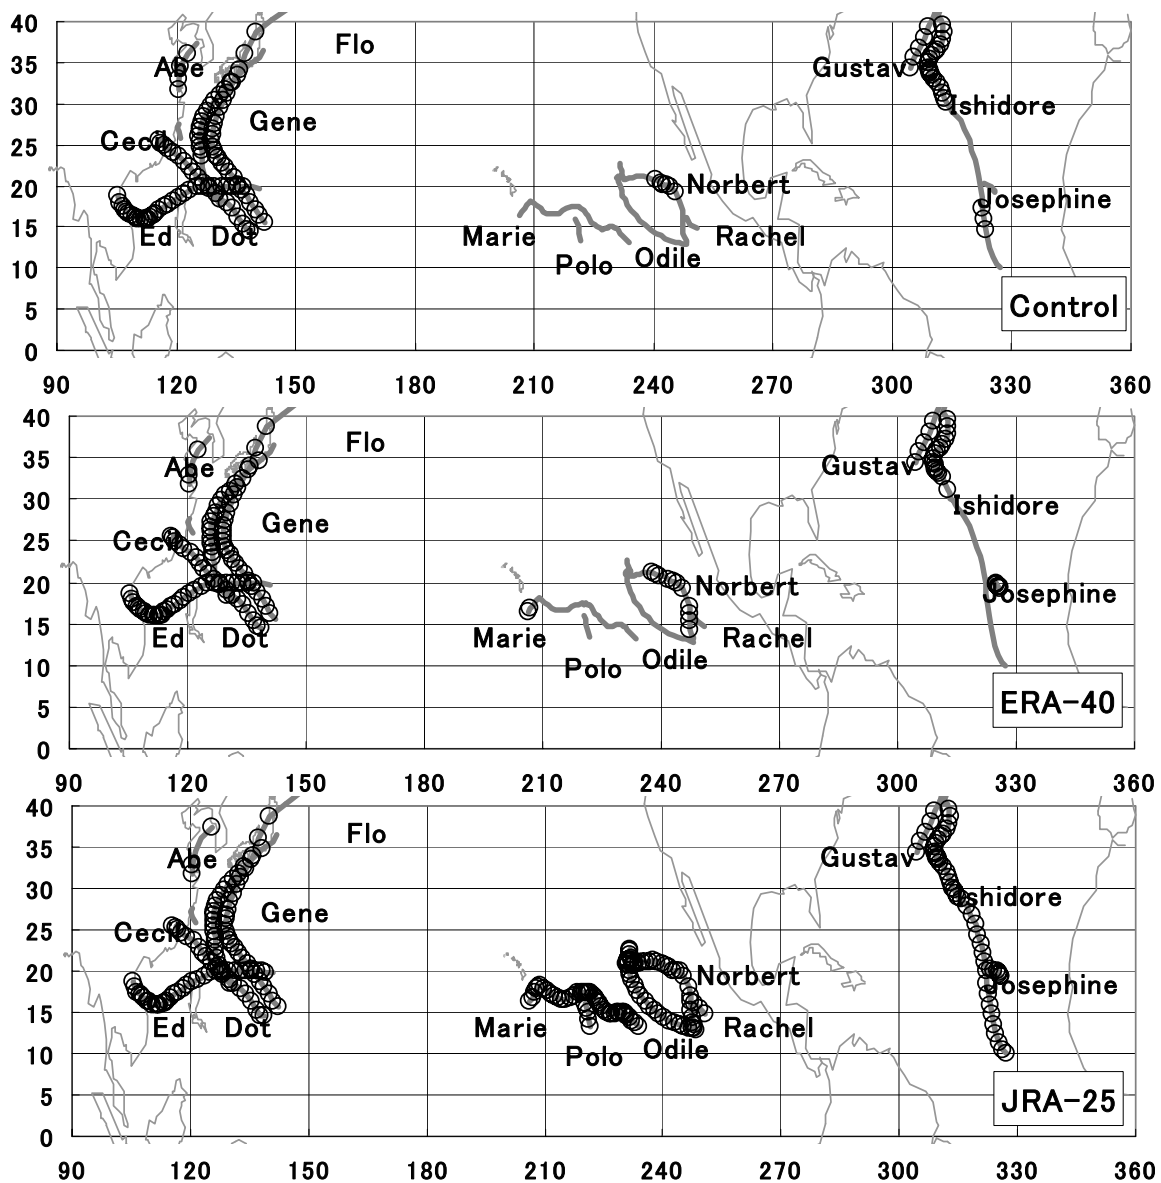 40
Flo
35
Abe
Gustav
30
Ishidore
Gene
25
Cecil
20
Norbert
Josephine
15
Ed
Dot
Marie
Rachel
Polo
Odile
10
5
Control
0
90 120 150 180 210 240 270 300 330 360
40
Flo
35
Abe
Gustav
30
Ishidore
Gene
25
Cecil
20
Norbert
Josephine
15
Ed
Dot
Marie
Rachel
Polo
Odile
10
5
ERA-40
0
90 120 150 180 210 240 270 300 330 360
40
Flo
35
Abe
Gustav
30
Ishidore
Gene
25
Cecil
20
Norbert
Josephine
15
Ed
Dot
Marie
Rachel
Polo
Odile
10
5
JRA-25
0
90 120 150 180 210 240 270 300 330 360